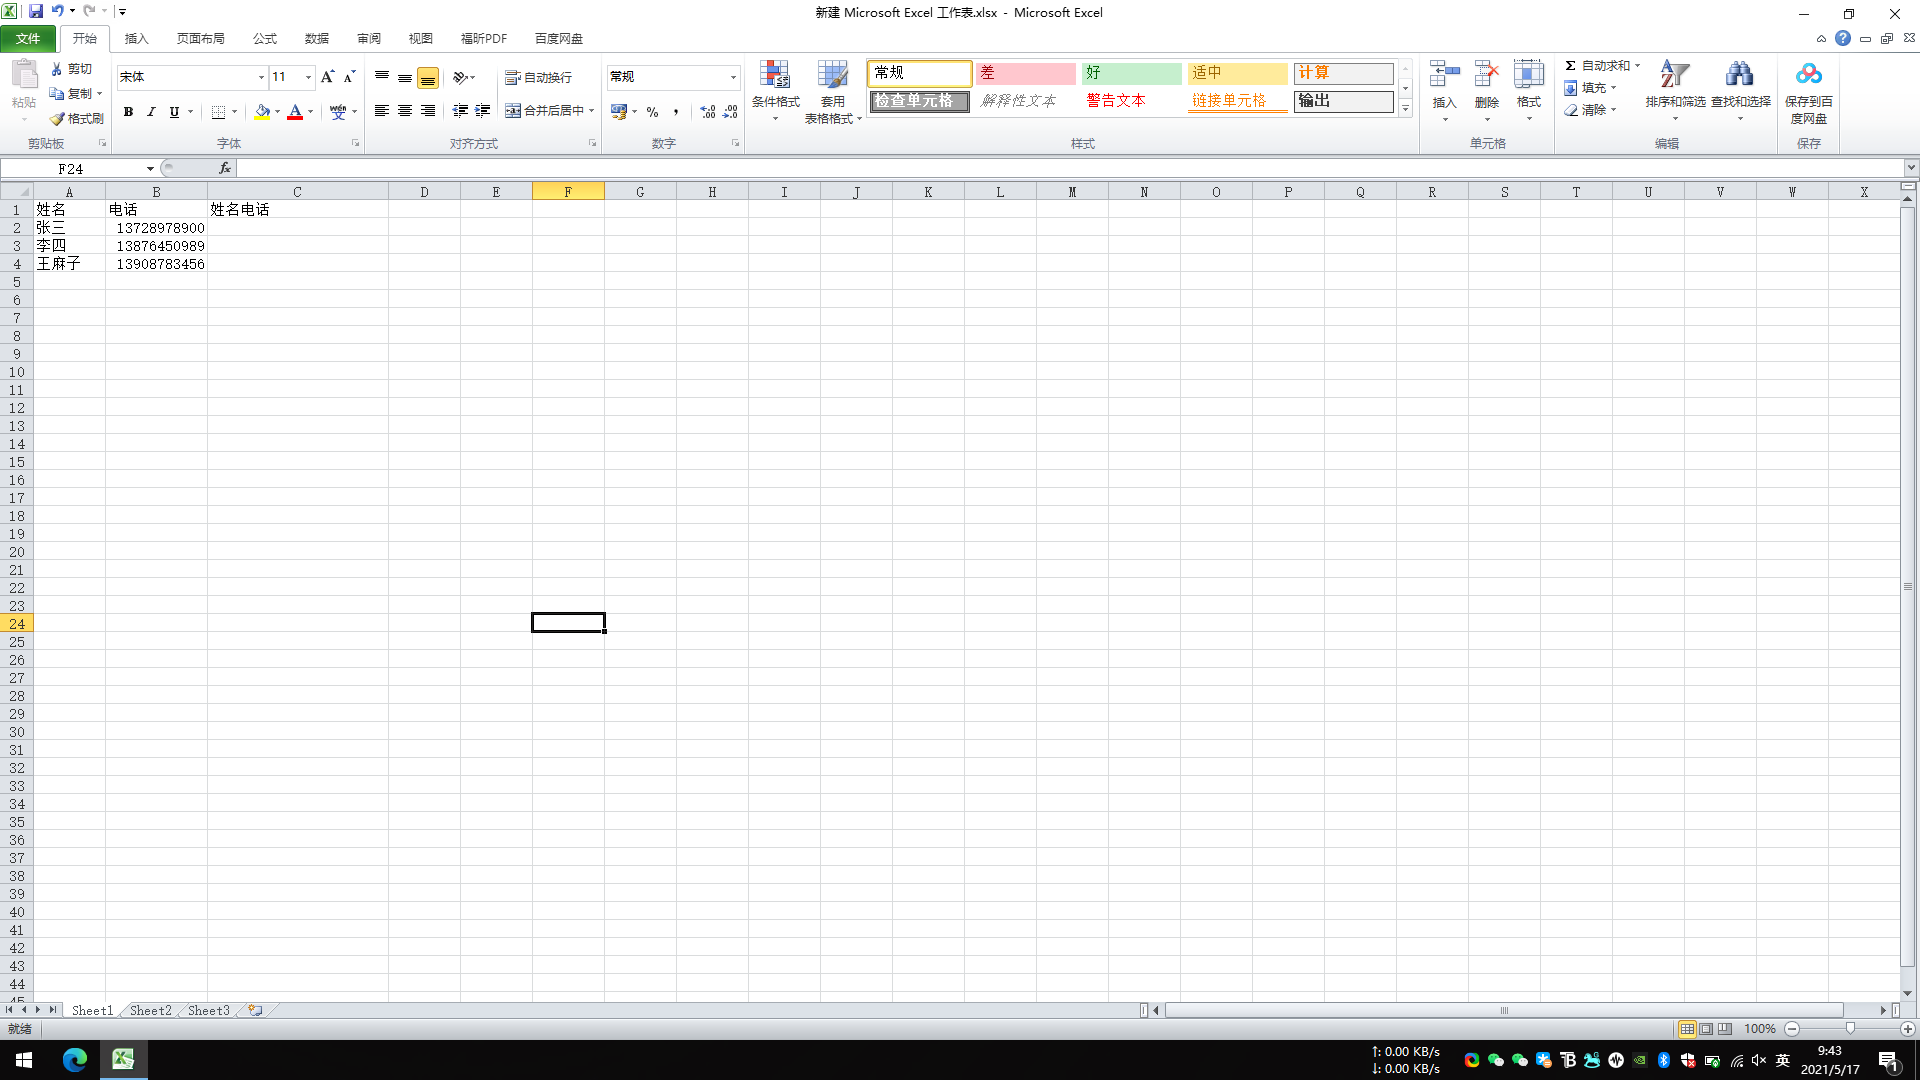 新建 Microsoft Excel 工作表.xlsx - Microsoft Excel
文件 开始 插入 页面布局 公式 数据 审阅 视图 福昕PDF 百度网盘
粘贴 剪切 复制 格式刷 剪贴板
宋体 11 B I U wén 字体
自动换行 合并后居中 对齐方式
常规 % , .00 .00 数字
条件格式 套用 表格格式
常规 差 好 适中 计算
检查单元格 解释性文本 警告文本 链接单元格 输出
样式
插入 删除 格式 单元格
Σ 自动求和 填充 清除 排序和筛选 查找和选择 编辑
保存到百度网盘 保存
F24 fx
A B C D E F G H I J K L M N O P Q R S T U V W X
1 姓名 电话 姓名电话
2 张三 13728978900
3 李四 13876450989
4 王麻子 13908783456
5
6
7
8
9
10
11
12
13
14
15
16
17
18
19
20
21
22
23
24
25
26
27
28
29
30
31
32
33
34
35
36
37
38
39
40
41
42
43
44
45
Sheet1 Sheet2 Sheet3
就绪 100%
↑: 0.00 KB/s
↓: 0.00 KB/s
英
9:43
2021/5/17
1